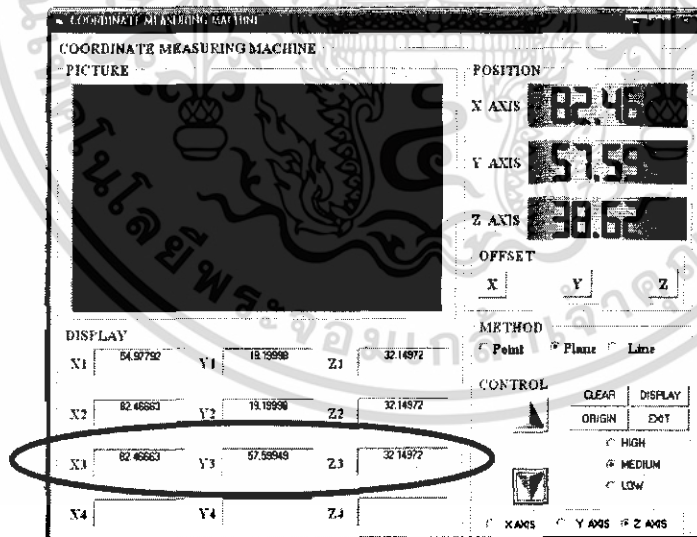 COORDINATE MEASURING MACHINE
COORDINATE MEASURING MACHINE
PICTURE
POSITION
X AXIS 82.46
Y AXIS 57.59
Z AXIS 38.62
OFFSET
X Y Z
METHOD
Point Plane Line
DISPLAY
X1 54.97792 Y1 19.19998 Z1 32.14972
X2 82.46663 Y2 19.19998 Z2 32.14972
X3 82.46663 Y3 57.59949 Z3 32.14972
X4 Y4 Z4
CONTROL
CLEAR DISPLAY
ORIGIN EXIT
HIGH
MEDIUM
LOW
X AXIS Y AXIS Z AXIS